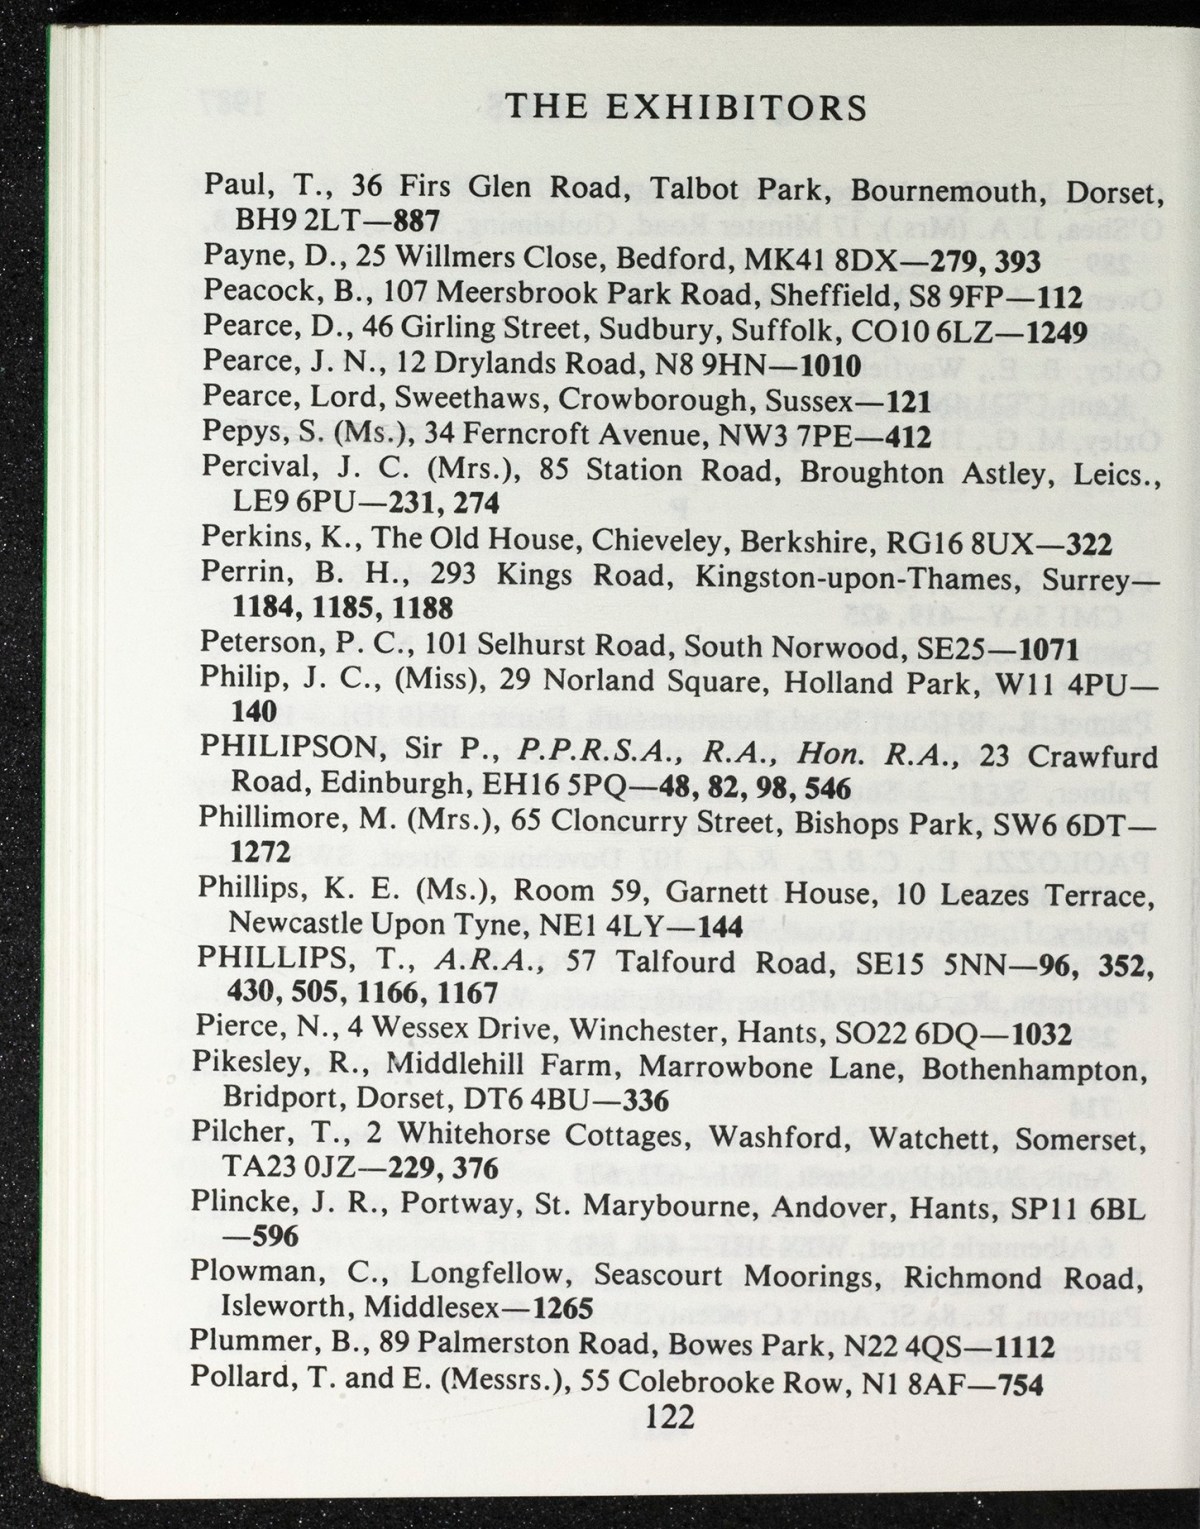 THE EXHIBITORS
Paul, T., 36 Firs Glen Road, Talbot Park, Bournemouth, Dorset,
BH9 2LT—887
Payne, D., 25 Willmers Close, Bedford, MK41 8DX—279, 393
Peacock, B., 107 Meersbrook Park Road, Sheffield, S8 9FP—112
Pearce, D., 46 Girling Street, Sudbury, Suffolk, CO10 6LZ—1249
Pearce, J. N., 12 Drylands Road, N8 9HN—1010
Pearce, Lord, Sweethaws, Crowborough, Sussex—121
Pepys, S. (Ms.), 34 Ferncroft Avenue, NW3 7PE—412
Percival, J. C. (Mrs.), 85 Station Road, Broughton Astley, Leics.,
LE9 6PU—231, 274
Perkins, K., The Old House, Chieveley, Berkshire, RG16 8UX—322
Perrin, B. H., 293 Kings Road, Kingston-upon-Thames, Surrey—
1184, 1185, 1188
Peterson, P. C., 101 Selhurst Road, South Norwood, SE25—1071
Philip, J. C., (Miss), 29 Norland Square, Holland Park, W11 4PU—
140
PHILIPSON, Sir P., P.P.R.S.A., R.A., Hon. R.A., 23 Crawfurd
Road, Edinburgh, EH16 5PQ—48, 82, 98, 546
Phillimore, M. (Mrs.), 65 Cloncurry Street, Bishops Park, SW6 6DT—
1272
Phillips, K. E. (Ms.), Room 59, Garnett House, 10 Leazes Terrace,
Newcastle Upon Tyne, NE1 4LY—144
PHILLIPS, T., A.R.A., 57 Talfourd Road, SE15 5NN—96, 352,
430, 505, 1166, 1167
Pierce, N., 4 Wessex Drive, Winchester, Hants, SO22 6DQ—1032
Pikesley, R., Middlehill Farm, Marrowbone Lane, Bothenhampton,
Bridport, Dorset, DT6 4BU—336
Pilcher, T., 2 Whitehorse Cottages, Washford, Watchett, Somerset,
TA23 0JZ—229, 376
Plincke, J. R., Portway, St. Marybourne, Andover, Hants, SP11 6BL
—596
Plowman, C., Longfellow, Seascourt Moorings, Richmond Road,
Isleworth, Middlesex—1265
Plummer, B., 89 Palmerston Road, Bowes Park, N22 4QS—1112
Pollard, T. and E. (Messrs.), 55 Colebrooke Row, N1 8AF—754
122